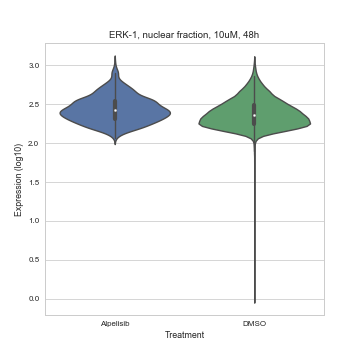 ERK-1, nuclear fraction, 10uM, 48h
3.0
2.5
2.0
1.5
1.0
0.5
0.0
Expression (log10)
Alpelisib
DMSO
Treatment